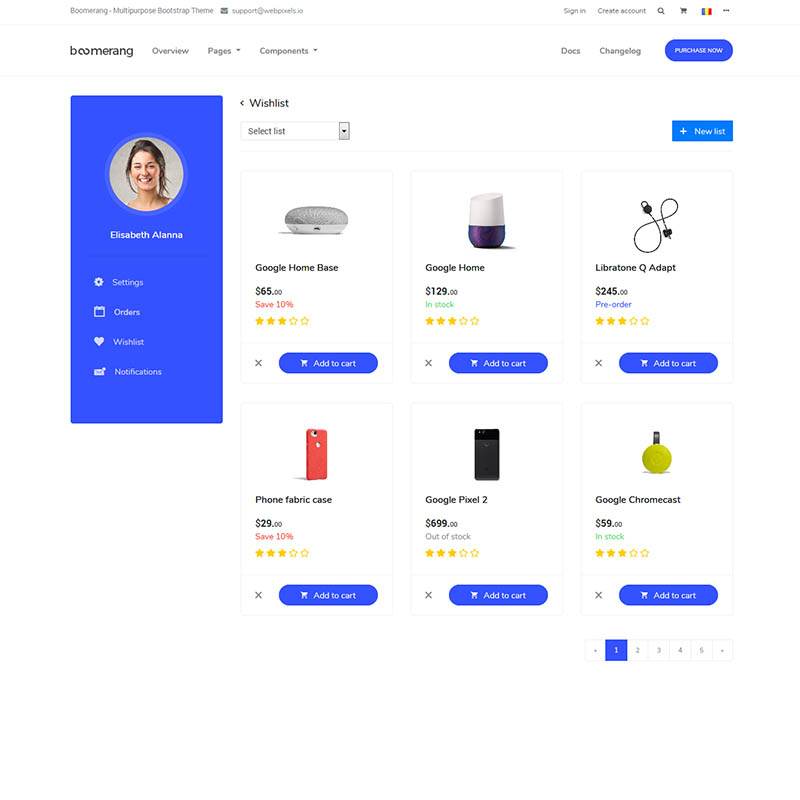 Boomerang - Multipurpose Bootstrap Theme support@webpixels.io Sign in Create account
boomerang Overview Pages Components Docs Changelog PURCHASE NOW
Elisabeth Alanna
Settings
Orders
Wishlist
Notifications
Wishlist
Select list + New list
Google Home Base
$65.00
Save 10%
Add to cart
Google Home
$129.00
In stock
Add to cart
Libratone Q Adapt
$245.00
Pre-order
Add to cart
Phone fabric case
$29.00
Save 10%
Add to cart
Google Pixel 2
$699.00
Out of stock
Add to cart
Google Chromecast
$59.00
In stock
Add to cart
« 1 2 3 4 5 »